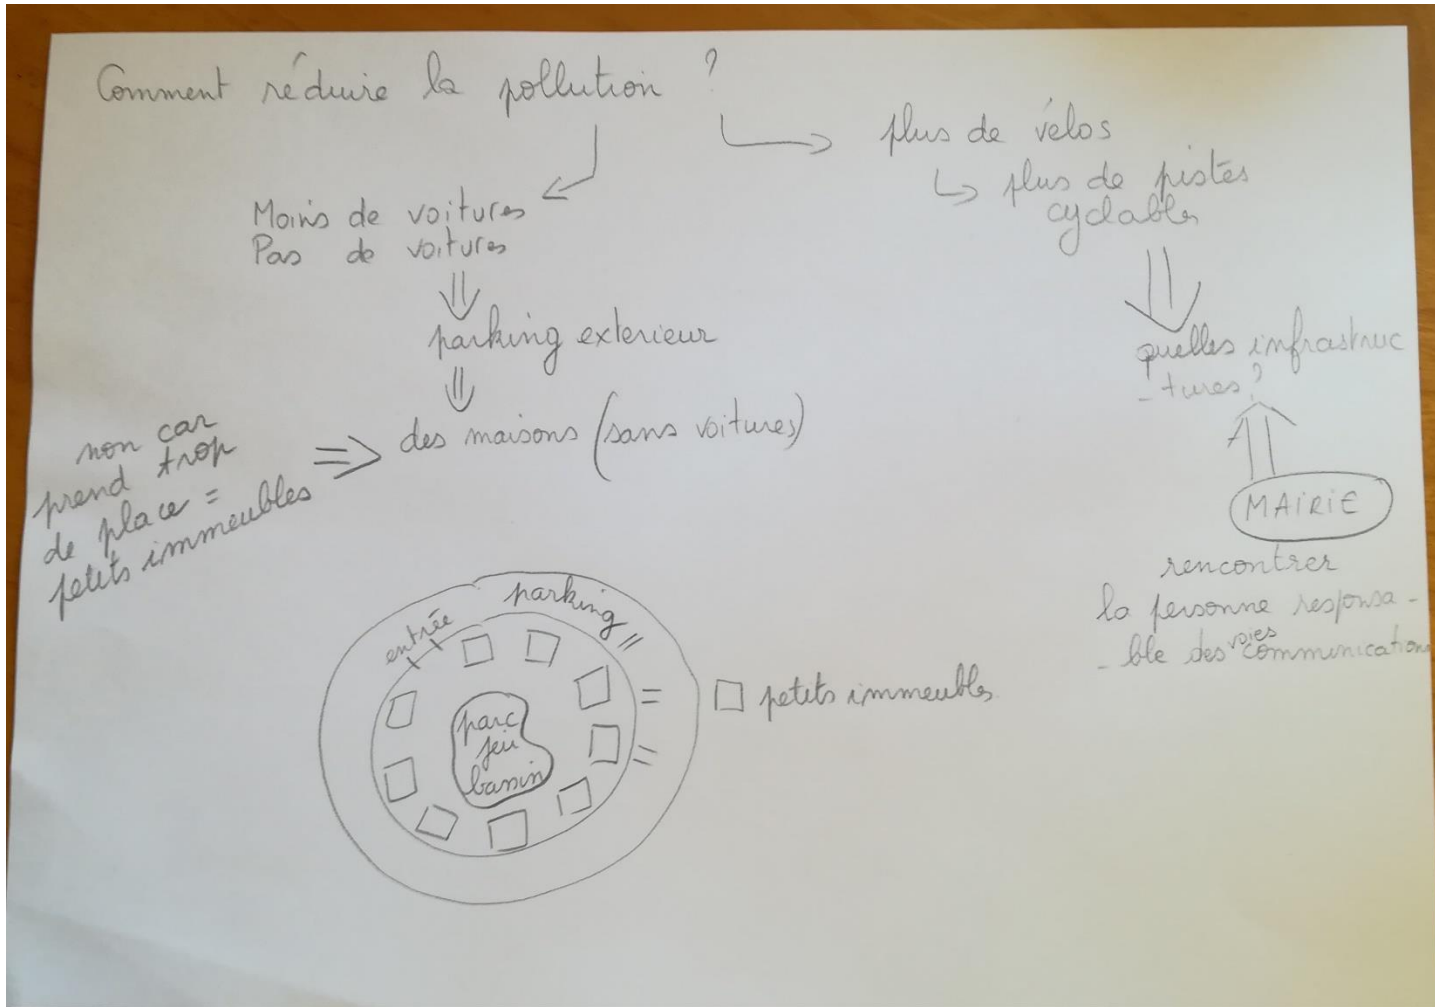 Comment réduire la pollution ?
plus de vélos
plus de pistes
cyclables
Moins de voitures
Pas de voitures
parking exterieur
des maisons (sans voitures)
non car
prend trop
de place =
petits immeubles
quelles infrastruc
-tures ?
MAIRIE
rencontrer
la personne responsa-
-ble des voies communications
entrée
parking
parc
jeu
bassin
petits immeubles